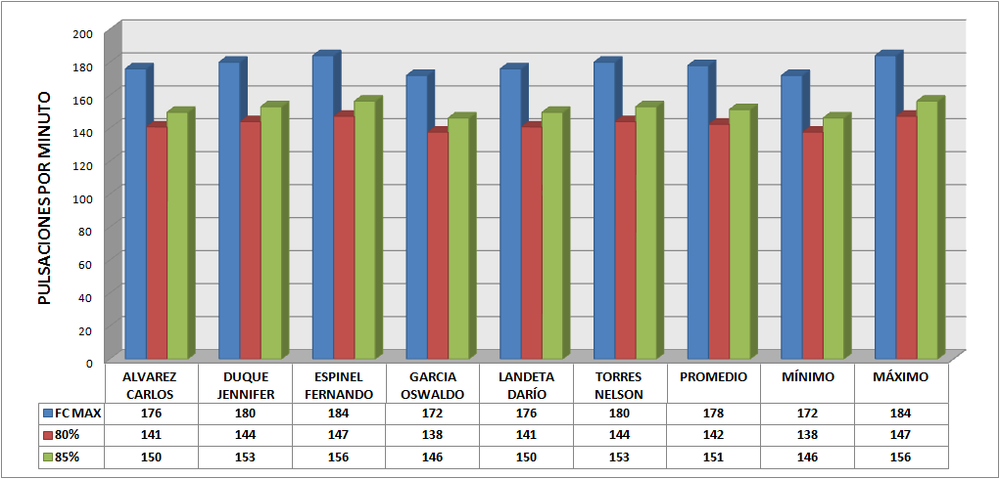 PULSACIONES POR MINUTO
200
180
160
140
120
100
80
60
40
20
0
ALVAREZ CARLOS DUQUE JENNIFER ESPINEL FERNANDO GARCIA OSWALDO LANDETA DARÍO TORRES NELSON PROMEDIO MÍNIMO MÁXIMO
FC MAX 176 180 184 172 176 180 178 172 184
80% 141 144 147 138 141 144 142 138 147
85% 150 153 156 146 150 153 151 146 156